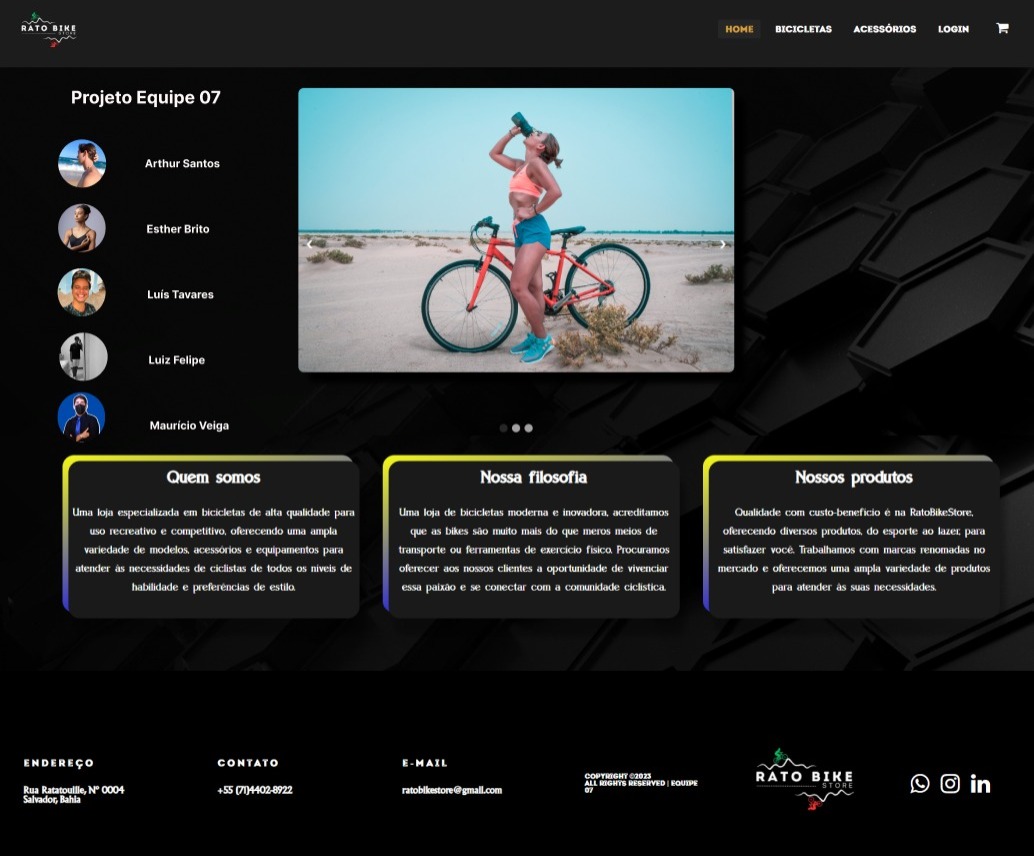 RATO BIKE
STORE
HOME
BICICLETAS
ACESSÓRIOS
LOGIN
Projeto Equipe 07
Arthur Santos
Esther Brito
Luís Tavares
Luiz Felipe
Maurício Veiga
Quem somos
Uma loja especializada em bicicletas de alta qualidade para
uso recreativo e competitivo, oferecendo uma ampla
variedade de modelos, acessórios e equipamentos para
atender às necessidades de ciclistas de todos os níveis de
habilidade e preferências de estilo.
Nossa filosofia
Uma loja de bicicletas moderna e inovadora, acreditamos
que as bikes são muito mais do que meros meios de
transporte ou ferramentas de exercício físico. Procuramos
oferecer aos nossos clientes a oportunidade de vivenciar
essa paixão e se conectar com a comunidade ciclística.
Nossos produtos
Qualidade com custo-benefício é na RatoBikeStore,
oferecendo diversos produtos, do esporte ao lazer, para
satisfazer você. Trabalhamos com marcas renomadas no
mercado e oferecemos uma ampla variedade de produtos
para atender às suas necessidades.
ENDEREÇO
Rua Ratatouille, Nº 0004
Salvador, Bahia
CONTATO
+55 (71)4402-8922
E-MAIL
ratobikestore@gmail.com
COPYRIGHT ©2023
ALL RIGHTS RESERVED | EQUIPE
07
RATO BIKE
STORE